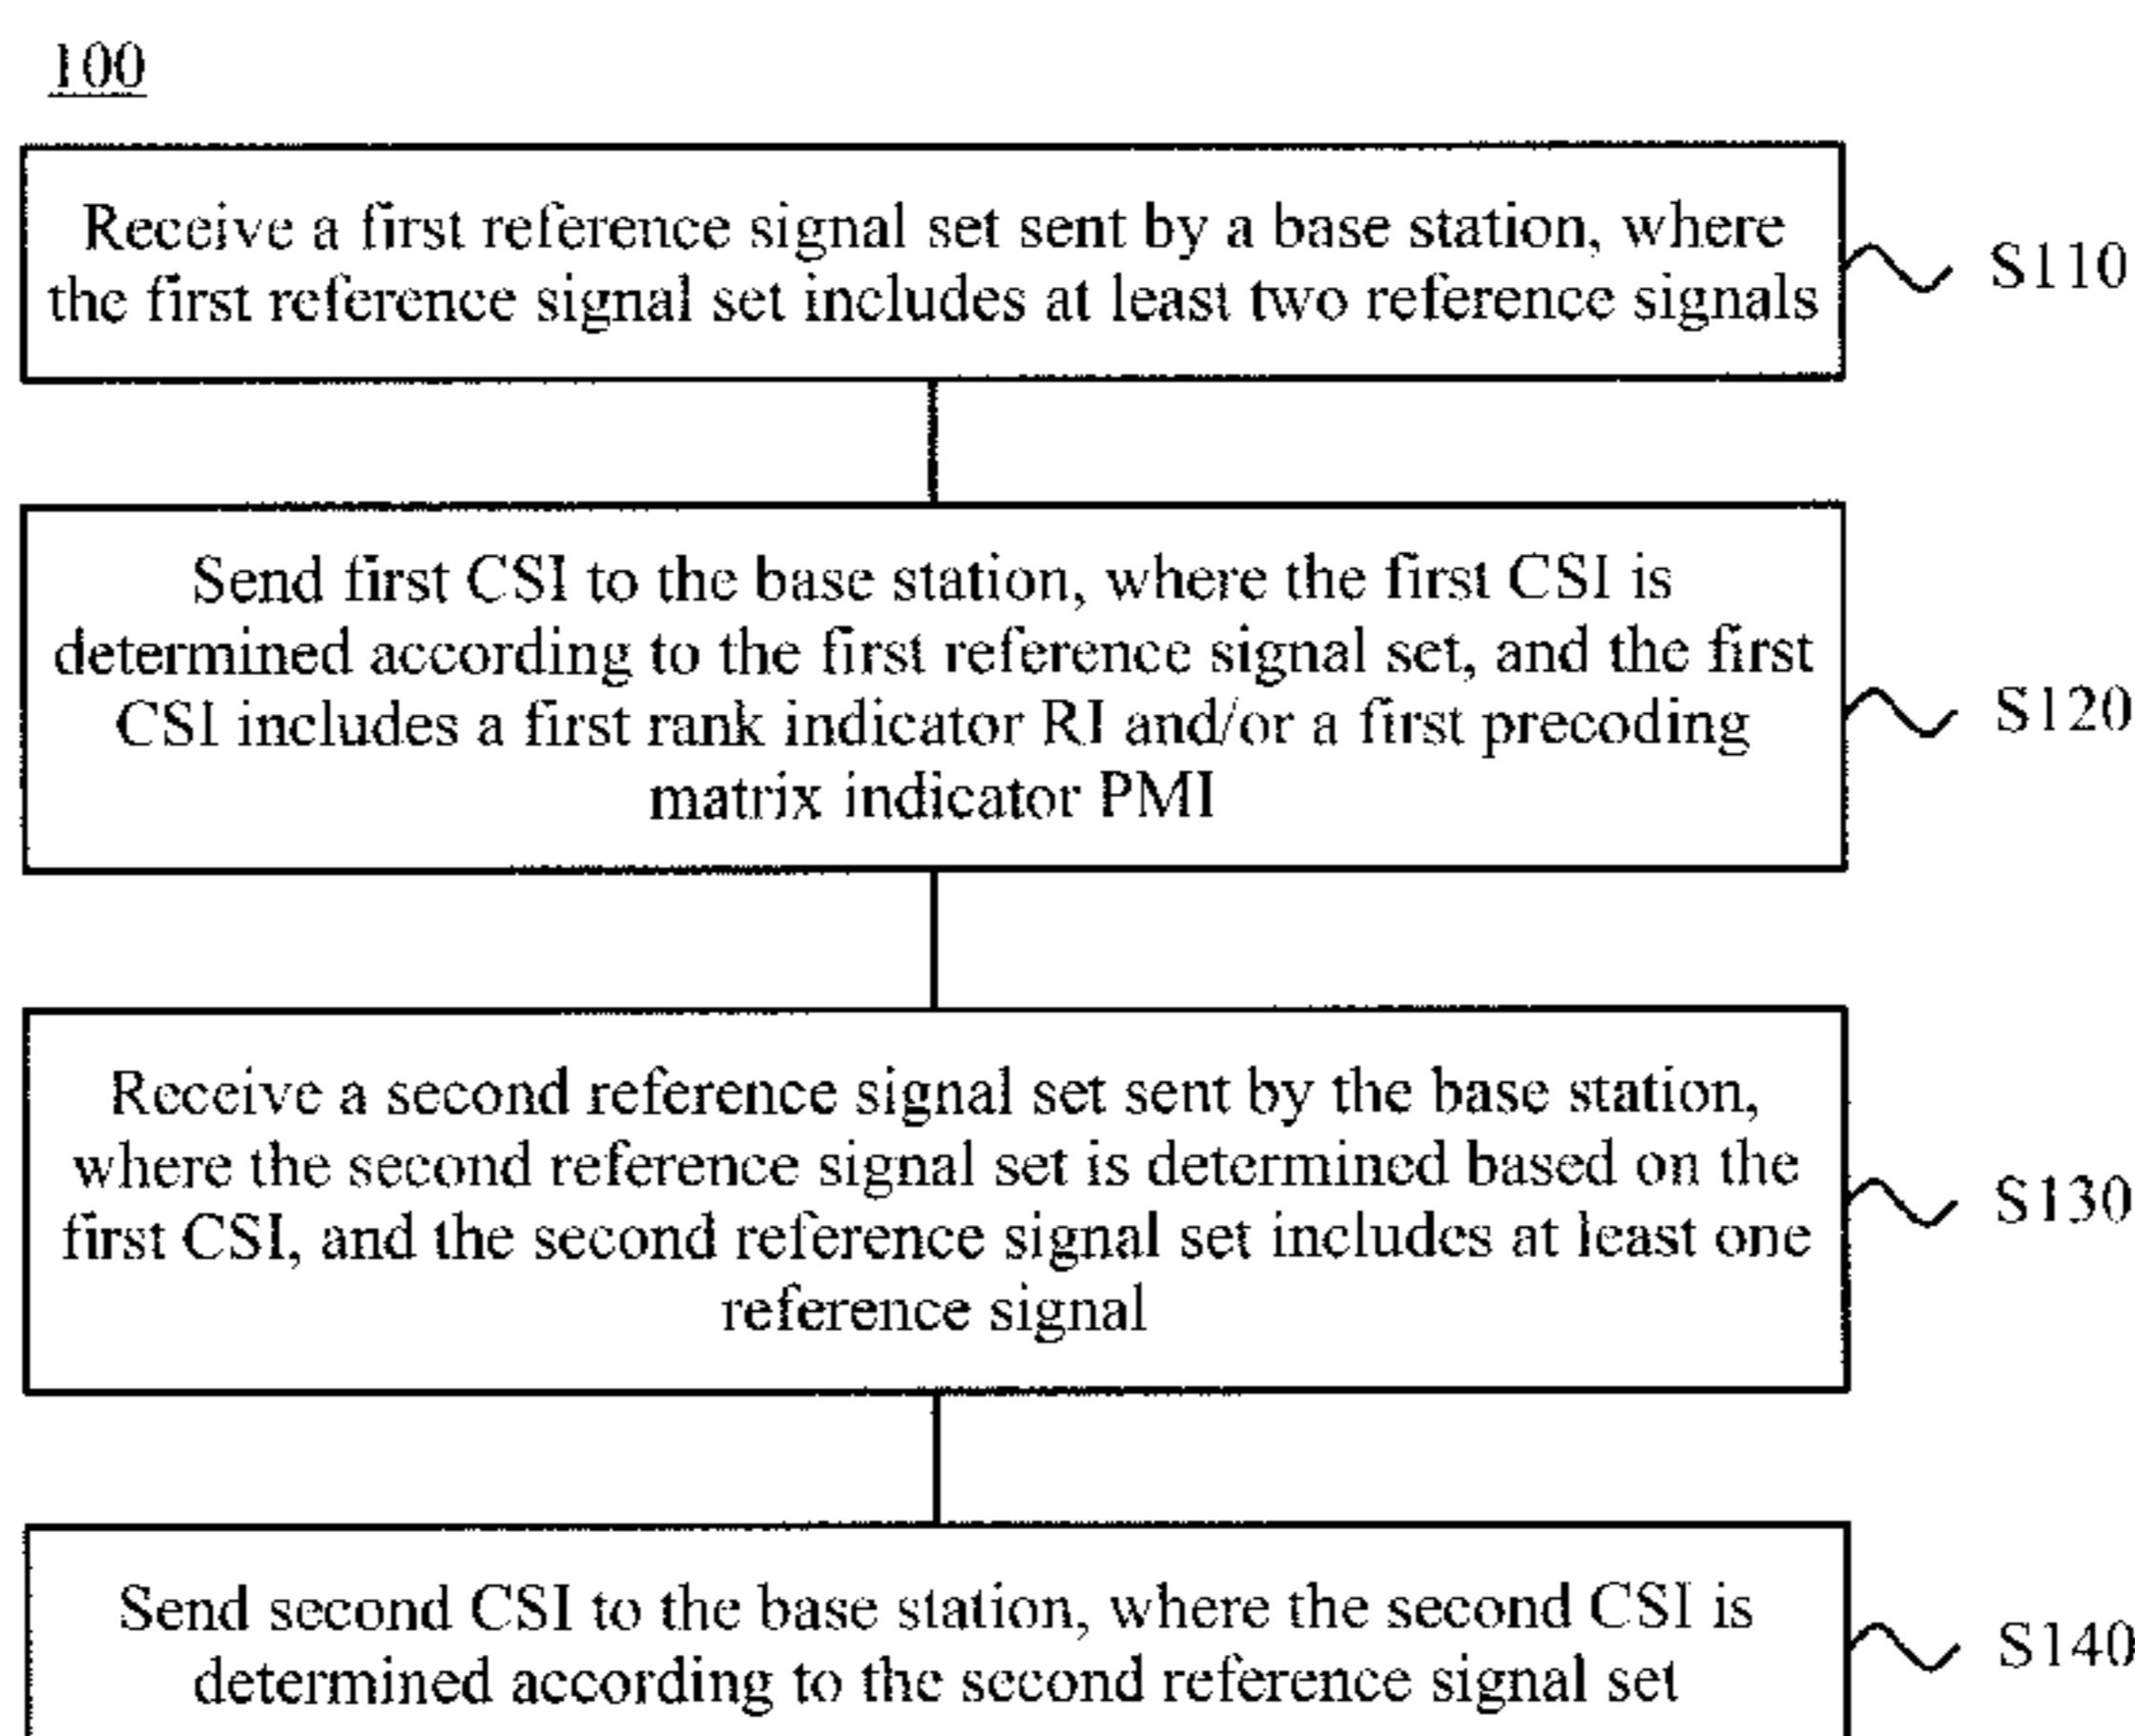 100
Receive a first reference signal set sent by a base station, where
the first reference signal set includes at least two reference signals
S110
Send first CSI to the base station, where the first CSI is
determined according to the first reference signal set, and the first
CSI includes a first rank indicator RI and/or a first precoding
matrix indicator PMI
S120
Receive a second reference signal set sent by the base station,
where the second reference signal set is determined based on the
first CSI, and the second reference signal set includes at least one
reference signal
S130
Send second CSI to the base station, where the second CSI is
determined according to the second reference signal set
S140